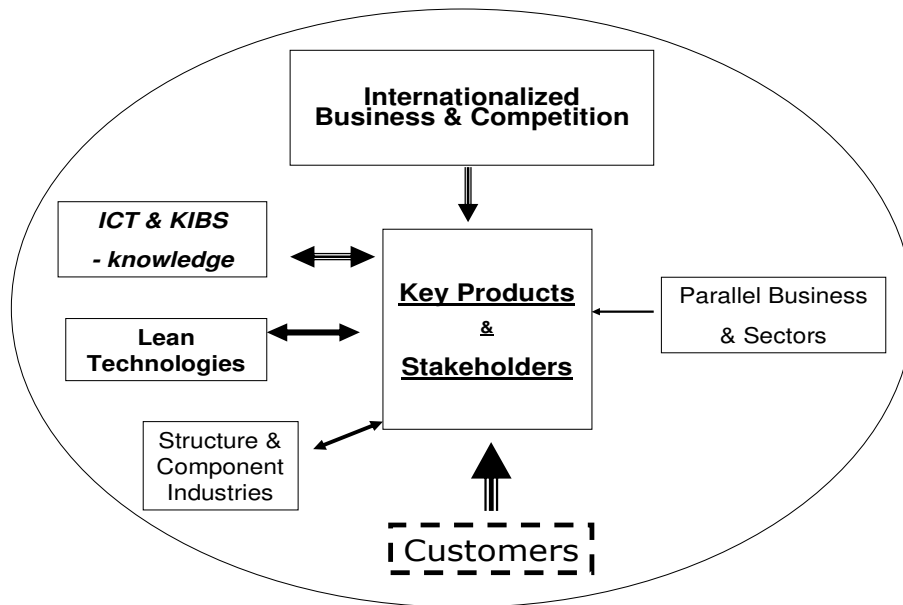 Internationalized
Business & Competition
ICT & KIBS
- knowledge
Key Products
&
Stakeholders
Parallel Business
& Sectors
Lean
Technologies
Structure &
Component
Industries
Customers